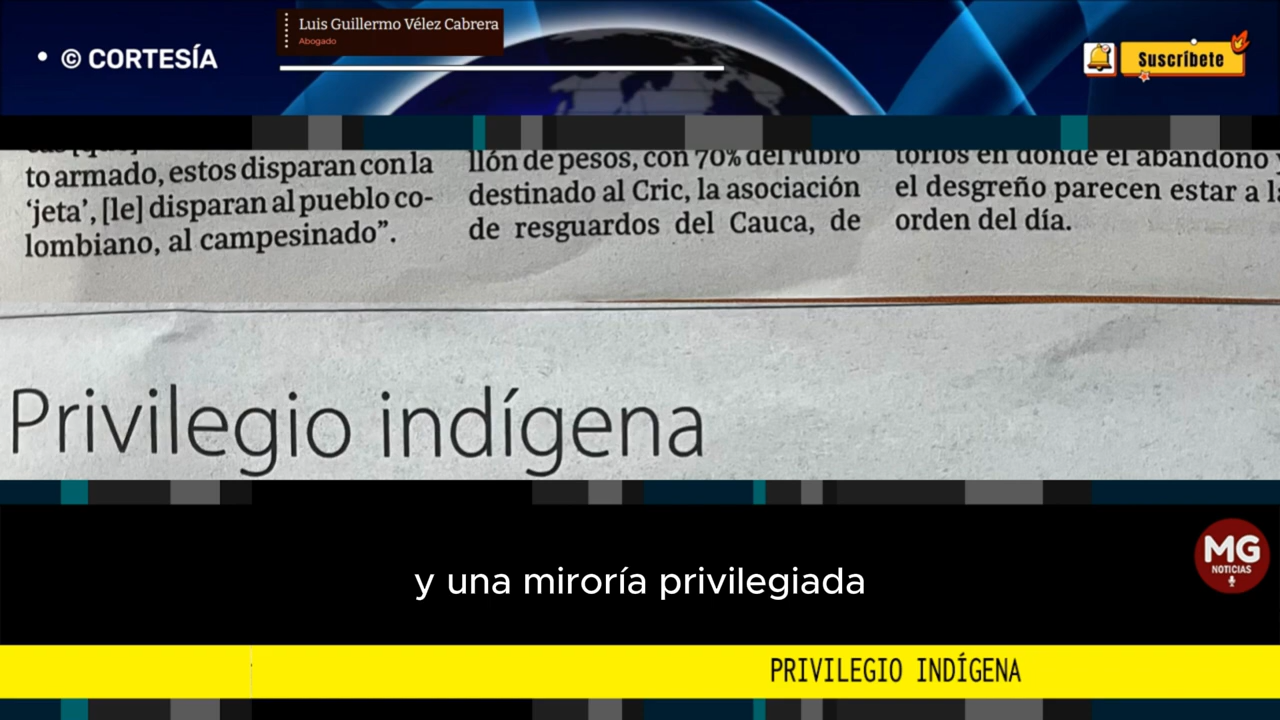 Luis Guillermo Vélez Cabrera
Abogado
• © CORTESÍA
Suscríbete
to armado, estos disparan con la
'jeta', [le] disparan al pueblo co-
lombiano, al campesinado".
llón de pesos, con 70% del rubro
destinado al Cric, la asociación
de resguardos del Cauca, de
torios en donde el abandono y
el desgreño parecen estar a la
orden del día.
Privilegio indígena
y una miroría privilegiada
MG
NOTICIAS
PRIVILEGIO INDÍGENA